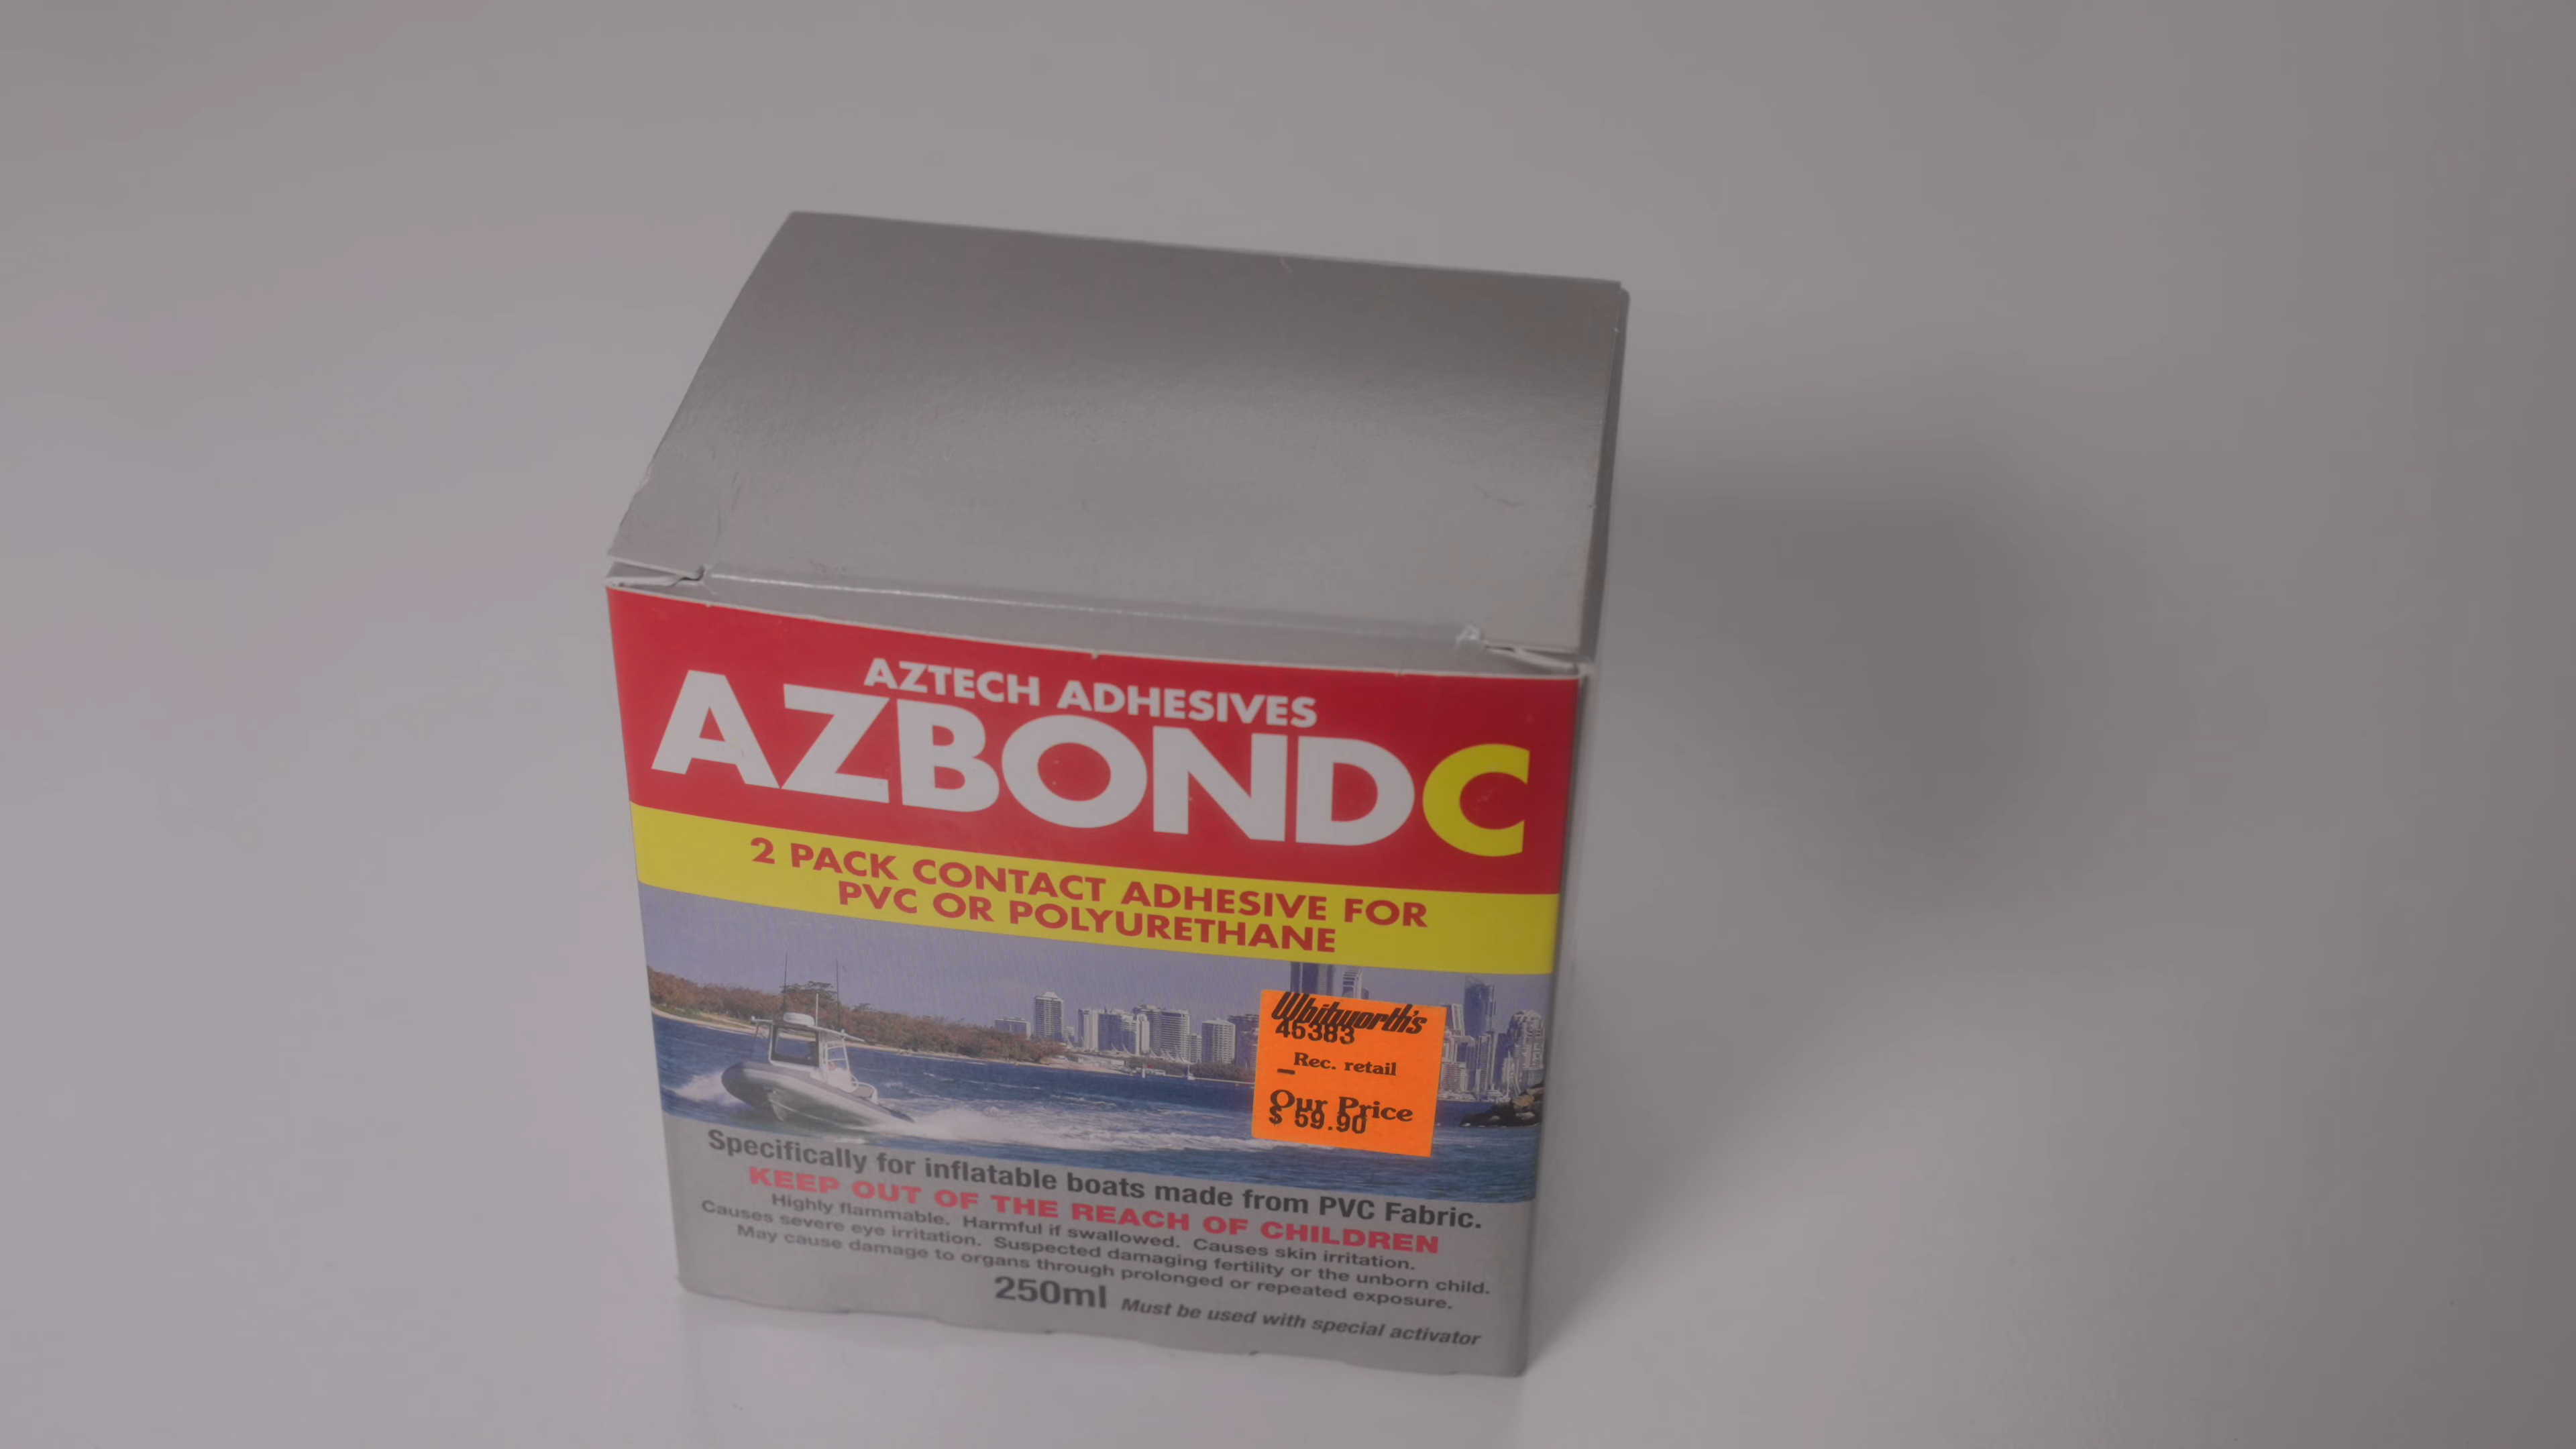 AZTECH ADHESIVES
AZBONDC
2 PACK CONTACT ADHESIVE FOR
PVC OR POLYURETHANE
Whitworth's
46383
Rec. retail
–
Our Price
$ 59.90
Specifically for inflatable boats made from PVC Fabric.
KEEP OUT OF THE REACH OF CHILDREN
Highly flammable. Harmful if swallowed. Causes skin irritation.
Causes severe eye irritation. Suspected damaging fertility or the unborn child.
May cause damage to organs through prolonged or repeated exposure.
250ml Must be used with special activator